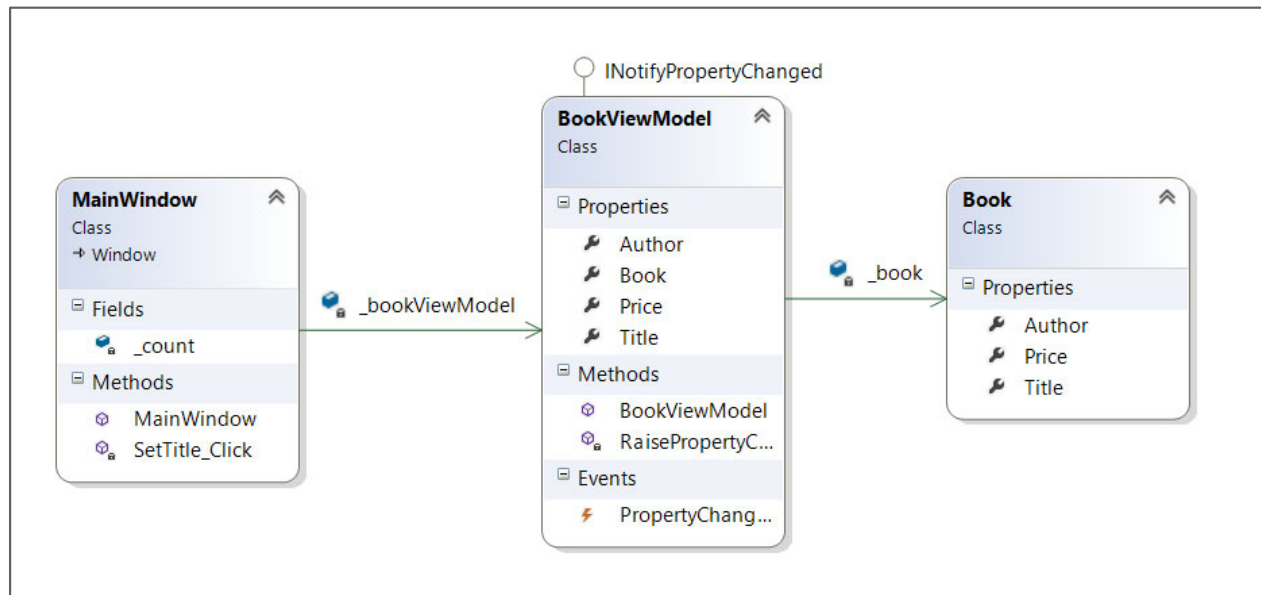 INotifyPropertyChanged
MainWindow
Class
Window
Fields
_count
Methods
MainWindow
SetTitle_Click
_bookViewModel
BookViewModel
Class
Properties
Author
Book
Price
Title
Methods
BookViewModel
RaisePropertyC...
Events
PropertyChang...
_book
Book
Class
Properties
Author
Price
Title